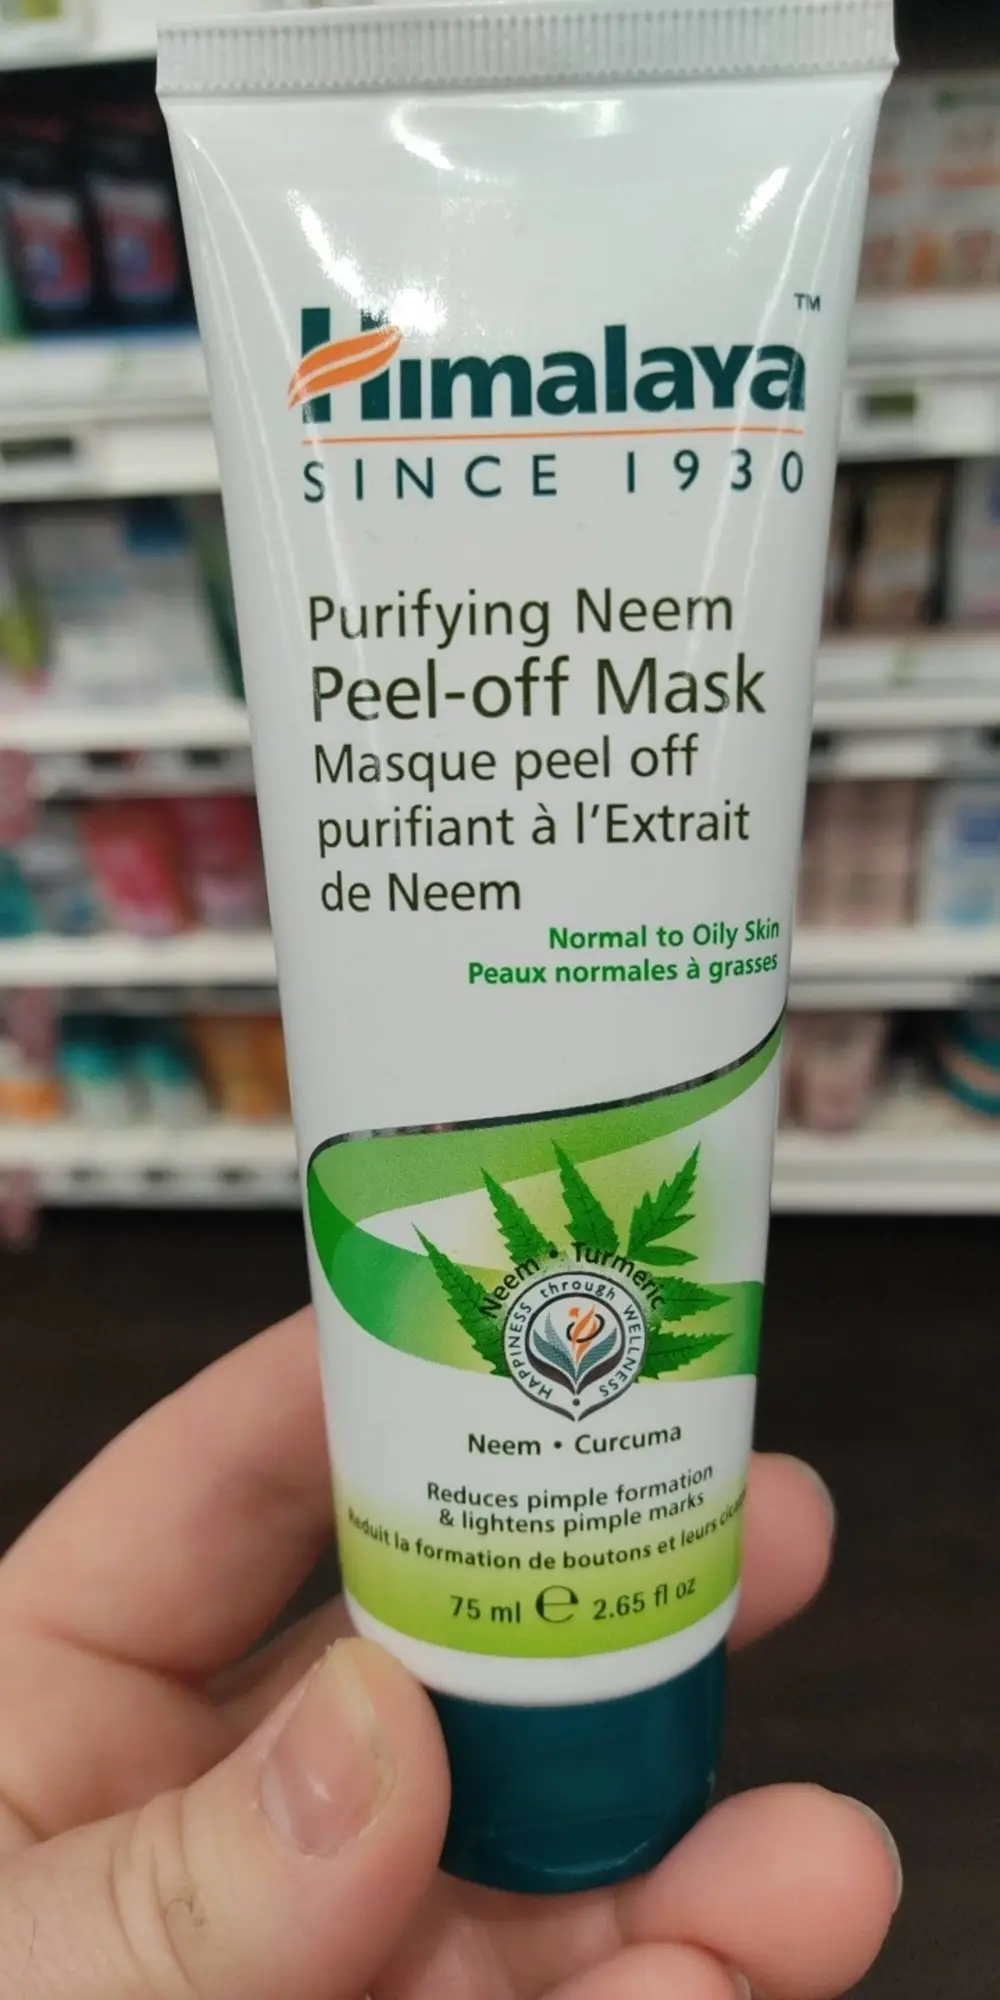 Himalaya™
SINCE 1930
Purifying Neem
Peel-off Mask
Masque peel off
purifiant à l'Extrait
de Neem
Normal to Oily Skin
Peaux normales à grasses
Neem • Turmeric
HAPPINESS through WELLNESS
Neem • Curcuma
Reduces pimple formation
& lightens pimple marks
Réduit la formation de boutons et leurs
75 ml e 2.65 fl oz